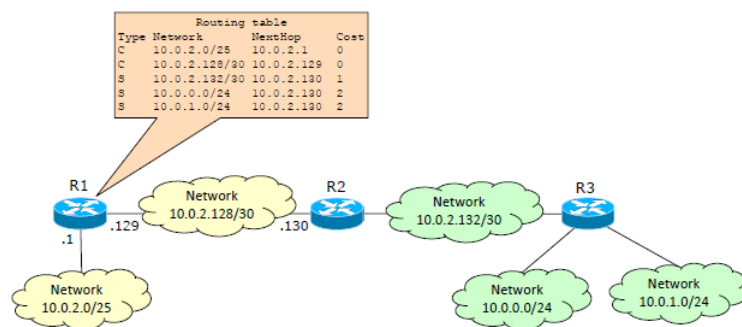 Routing table
Type Network NextHop Cost
C 10.0.2.0/25 10.0.2.1 0
C 10.0.2.128/30 10.0.2.129 0
S 10.0.2.132/30 10.0.2.130 1
S 10.0.0.0/24 10.0.2.130 2
S 10.0.1.0/24 10.0.2.130 2
R1
R2
R3
Network
10.0.2.128/30
Network
10.0.2.132/30
.129
.130
.1
Network
10.0.2.0/25
Network
10.0.0.0/24
Network
10.0.1.0/24